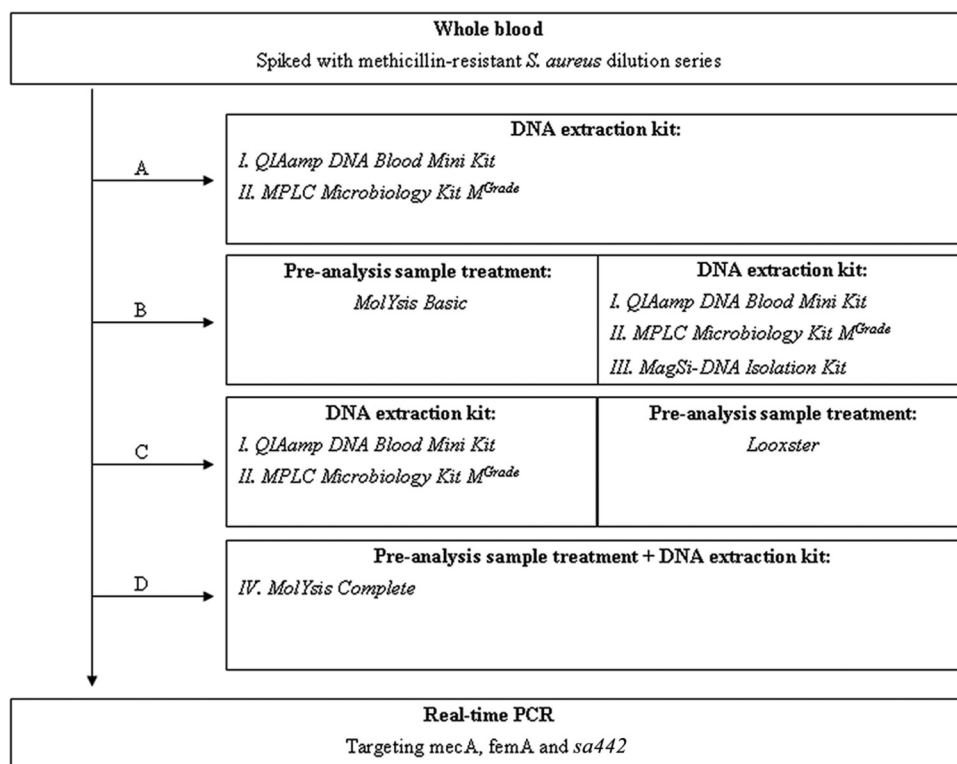 Whole blood
Spiked with methicillin-resistant S. aureus dilution series
A
DNA extraction kit:
I. QIAamp DNA Blood Mini Kit
II. MPLC Microbiology Kit M^Grade
B
Pre-analysis sample treatment:
MolYsis Basic
DNA extraction kit:
I. QIAamp DNA Blood Mini Kit
II. MPLC Microbiology Kit M^Grade
III. MagSi-DNA Isolation Kit
C
DNA extraction kit:
I. QIAamp DNA Blood Mini Kit
II. MPLC Microbiology Kit M^Grade
Pre-analysis sample treatment:
Looxster
D
Pre-analysis sample treatment + DNA extraction kit:
IV. MolYsis Complete
Real-time PCR
Targeting mecA, femA and sa442